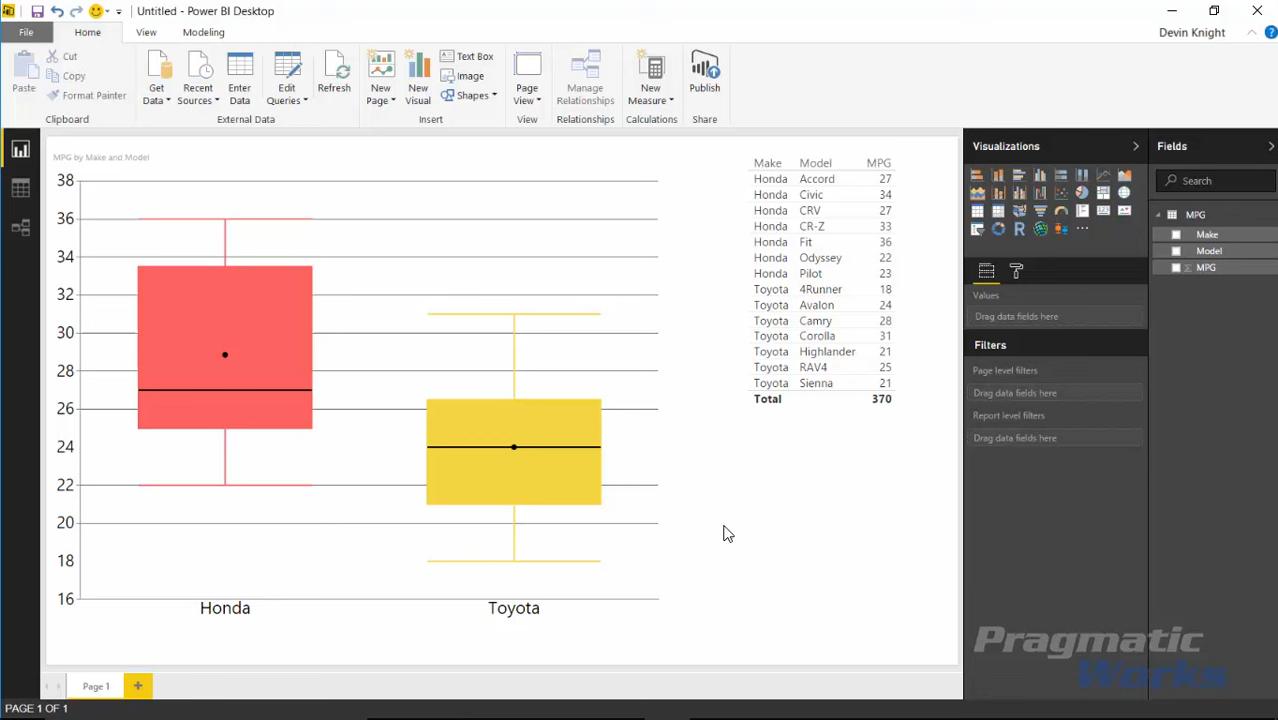 Untitled - Power BI Desktop
File Home View Modeling
Devin Knight
Paste
Cut
Copy
Format Painter
Get Data
Recent Sources
Enter Data
Edit Queries
Refresh
New Page
New Visual
Text Box
Image
Shapes
Page View
Manage Relationships
New Measure
Publish
Clipboard External Data Insert View Relationships Calculations Share
MPG by Make and Model
38
36
34
32
30
28
26
24
22
20
18
16
Honda Toyota
Make Model MPG
Honda Accord 27
Honda Civic 34
Honda CRV 27
Honda CR-Z 33
Honda Fit 36
Honda Odyssey 22
Honda Pilot 23
Toyota 4Runner 18
Toyota Avalon 24
Toyota Camry 28
Toyota Corolla 31
Toyota Highlander 21
Toyota RAV4 25
Toyota Sienna 21
Total 370
Visualizations
R
Values
Drag data fields here
Filters
Page level filters
Drag data fields here
Report level filters
Drag data fields here
Fields
Search
MPG
Make
Model
Σ MPG
Pragmatic
Works
Page 1
PAGE 1 OF 1